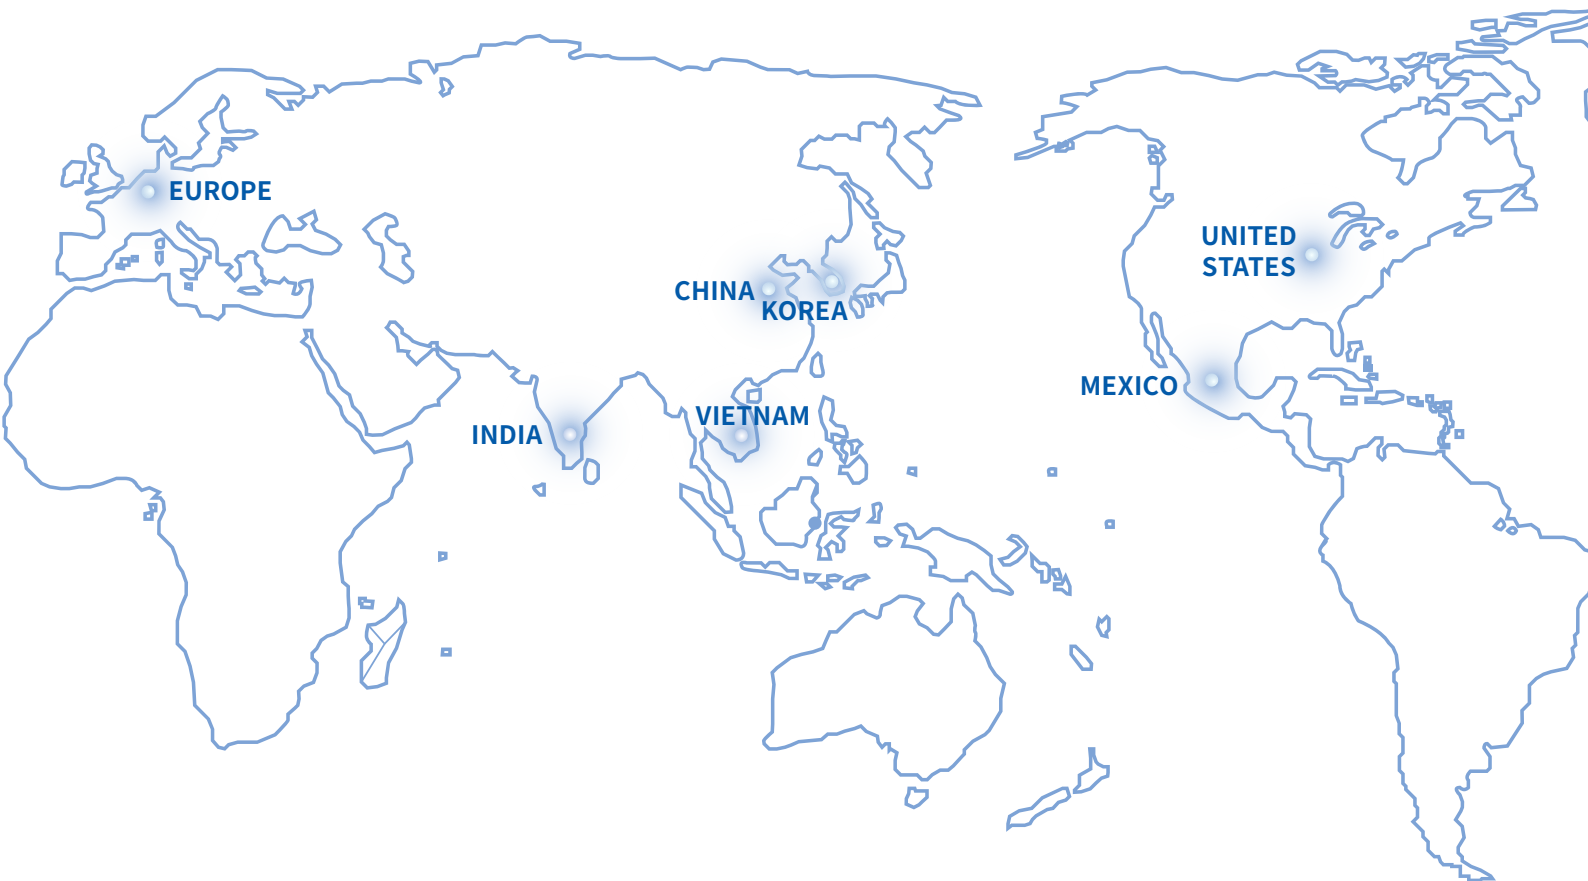 EUROPE
UNITED
STATES
CHINA
KOREA
MEXICO
VIETNAM
INDIA